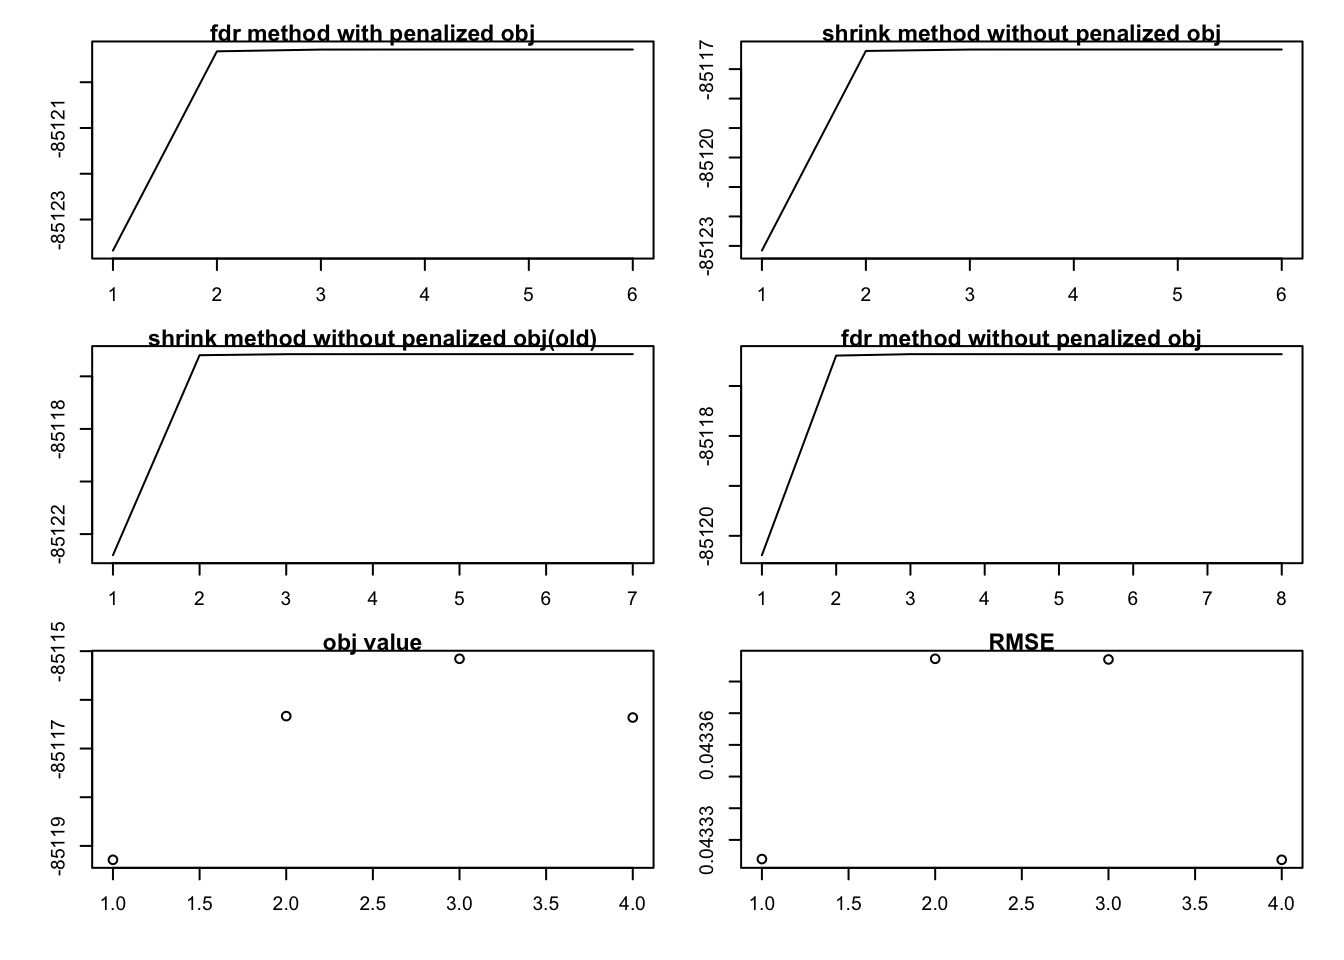 fdr method with penalized obj
-85121
-85123
1 2 3 4 5 6
shrink method without penalized obj
-85117
-85120
-85123
1 2 3 4 5 6
shrink method without penalized obj(old)
-85118
-85122
1 2 3 4 5 6 7
fdr method without penalized obj
-85118
-85120
1 2 3 4 5 6 7 8
obj value
-85115
-85117
-85119
1.0 1.5 2.0 2.5 3.0 3.5 4.0
RMSE
0.04336
0.04333
1.0 1.5 2.0 2.5 3.0 3.5 4.0